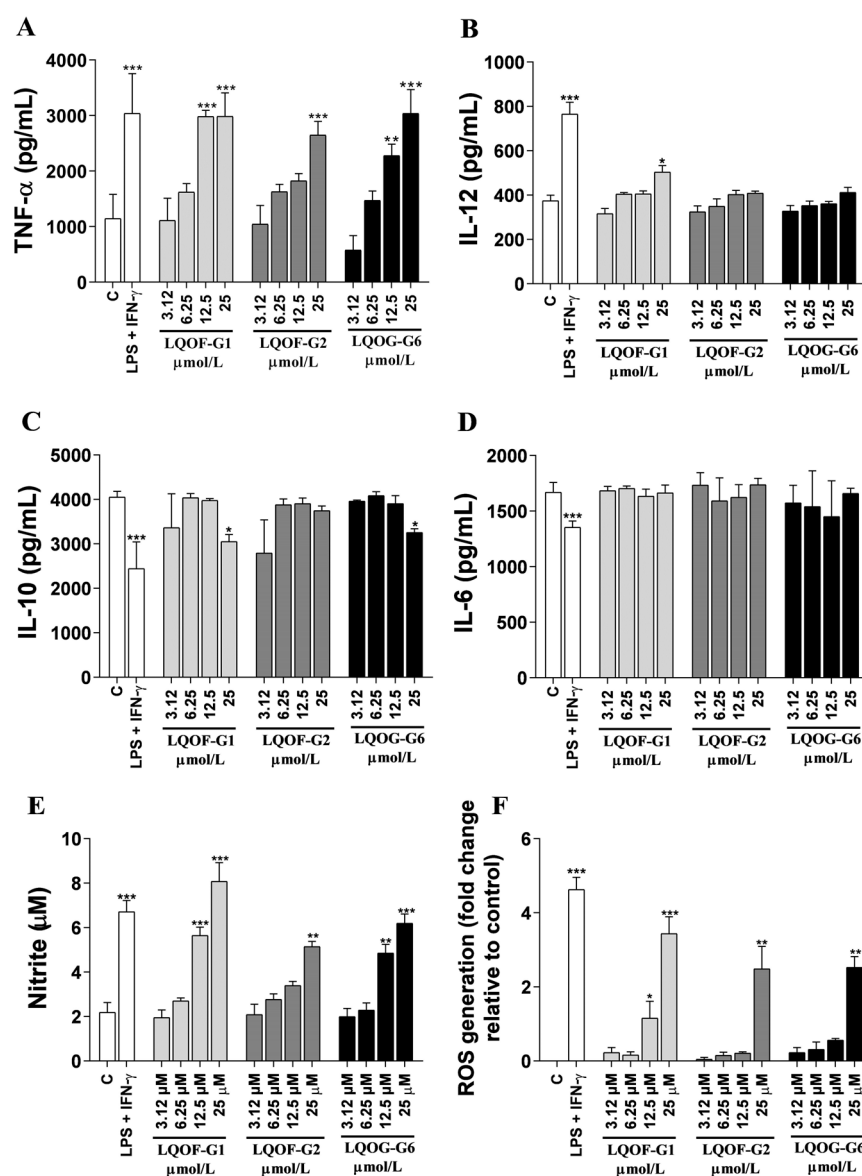 A
TNF-α (pg/mL)
4000
3000
2000
1000
0
***
***
***
***
**
***
C
LPS + IFN-γ
3.12
6.25
12.5
25
3.12
6.25
12.5
25
3.12
6.25
12.5
25
LQOF-G1
μmol/L
LQOF-G2
μmol/L
LQOG-G6
μmol/L
B
IL-12 (pg/mL)
1000
800
600
400
200
0
***
*
C
LPS + IFN-γ
3.12
6.25
12.5
25
3.12
6.25
12.5
25
3.12
6.25
12.5
25
LQOF-G1
μmol/L
LQOF-G2
μmol/L
LQOG-G6
μmol/L
C
IL-10 (pg/mL)
5000
4000
3000
2000
1000
0
***
*
*
C
LPS + IFN-γ
3.12
6.25
12.5
25
3.12
6.25
12.5
25
3.12
6.25
12.5
25
LQOF-G1
μmol/L
LQOF-G2
μmol/L
LQOG-G6
μmol/L
D
IL-6 (pg/mL)
2000
1500
1000
500
0
***
C
LPS + IFN-γ
3.12
6.25
12.5
25
3.12
6.25
12.5
25
3.12
6.25
12.5
25
LQOF-G1
μmol/L
LQOF-G2
μmol/L
LQOG-G6
μmol/L
E
Nitrite (μM)
10
8
6
4
2
0
***
***
***
**
**
***
C
LPS + IFN-γ
3.12 μM
6.25 μM
12.5 μM
25 μM
3.12 μM
6.25 μM
12.5 μM
25 μM
3.12 μM
6.25 μM
12.5 μM
25 μM
LQOF-G1
μmol/L
LQOF-G2
μmol/L
LQOG-G6
μmol/L
F
ROS generation (fold change
relative to control)
6
4
2
0
***
*
***
**
**
C
LPS + IFN-γ
3.12 μM
6.25 μM
12.5 μM
25 μM
3.12 μM
6.25 μM
12.5 μM
25 μM
3.12 μM
6.25 μM
12.5 μM
25 μM
LQOF-G1
μmol/L
LQOF-G2
μmol/L
LQOG-G6
μmol/L